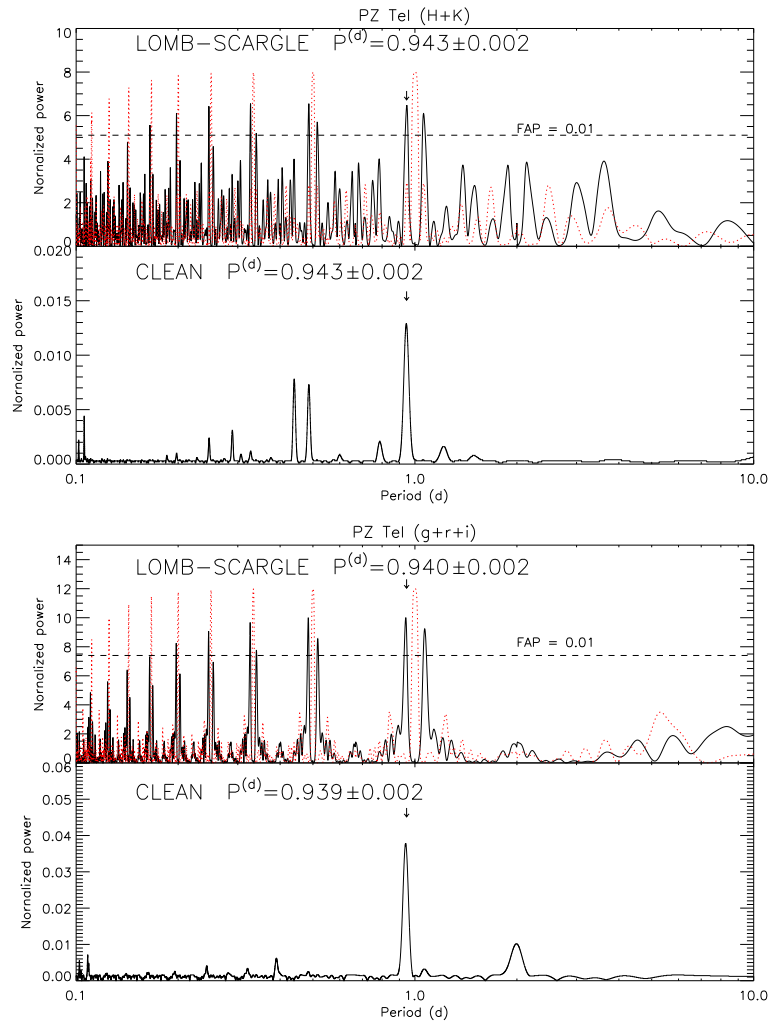 PZ Tel (H+K)
LOMB-SCARGLE P(d)=0.943±0.002
FAP = 0.01
Normalized power
10
8
6
4
2
0
CLEAN P(d)=0.943±0.002
Normalized power
0.020
0.015
0.010
0.005
0.000
0.1 1.0 10.0
Period (d)
PZ Tel (g+r+i)
LOMB-SCARGLE P(d)=0.940±0.002
FAP = 0.01
Normalized power
14
12
10
8
6
4
2
0
CLEAN P(d)=0.939±0.002
Normalized power
0.06
0.05
0.04
0.03
0.02
0.01
0.00
0.1 1.0 10.0
Period (d)